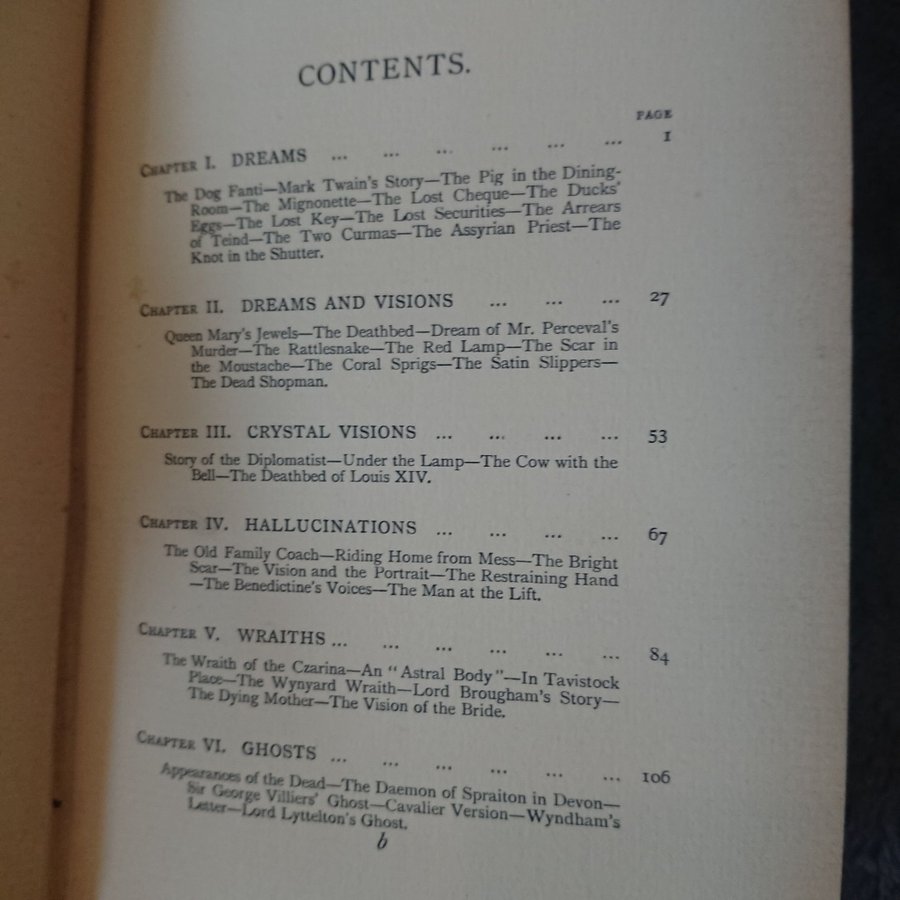 CONTENTS.
PAGE
CHAPTER I. DREAMS ... ... ... ... ... ... 1
The Dog Fanti—Mark Twain's Story—The Pig in the Dining-
Room—The Mignonette—The Lost Cheque—The Ducks'
Eggs—The Lost Key—The Lost Securities—The Arrears
of Teind—The Two Curmas—The Assyrian Priest—The
Knot in the Shutter.
CHAPTER II. DREAMS AND VISIONS ... ... ... 27
Queen Mary's Jewels—The Deathbed—Dream of Mr. Perceval's
Murder—The Rattlesnake—The Red Lamp—The Scar in
the Moustache—The Coral Sprigs—The Satin Slippers—
The Dead Shopman.
CHAPTER III. CRYSTAL VISIONS ... ... ... ... 53
Story of the Diplomatist—Under the Lamp—The Cow with the
Bell—The Deathbed of Louis XIV.
CHAPTER IV. HALLUCINATIONS ... ... ... ... 67
The Old Family Coach—Riding Home from Mess—The Bright
Scar—The Vision and the Portrait—The Restraining Hand
—The Benedictine's Voices—The Man at the Lift.
CHAPTER V. WRAITHS ... ... ... ... ... ... 84
The Wraith of the Czarina—An "Astral Body"—In Tavistock
Place—The Wynyard Wraith—Lord Brougham's Story—
The Dying Mother—The Vision of the Bride.
CHAPTER VI. GHOSTS ... ... ... ... ... ... 106
Appearances of the Dead—The Daemon of Spraiton in Devon—
Sir George Villiers' Ghost—Cavalier Version—Wyndham's
Letter—Lord Lyttelton's Ghost.
b